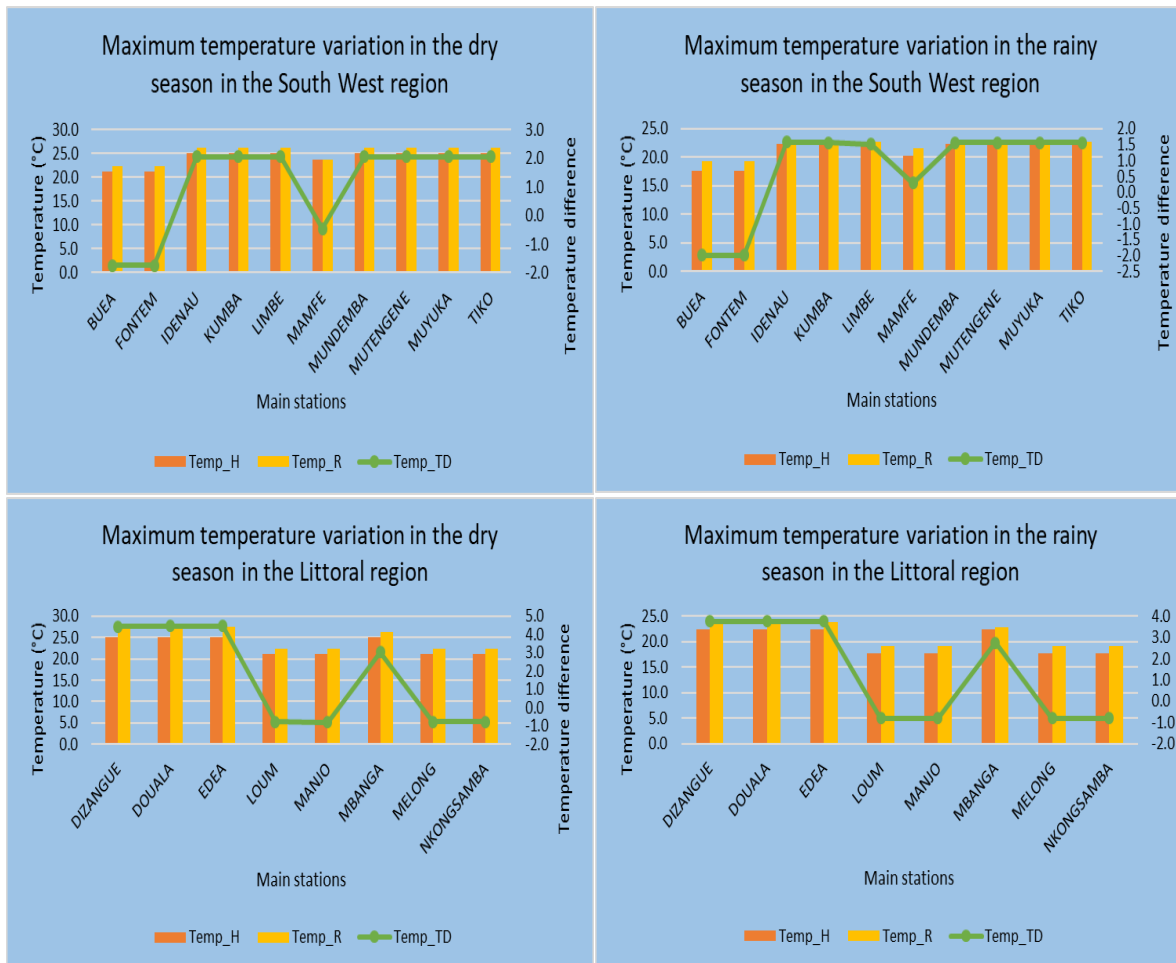 Maximum temperature variation in the dry
season in the South West region
30.0
25.0
20.0
15.0
10.0
5.0
0.0
3.0
2.0
1.0
0.0
-1.0
-2.0
Temperature (°C)
Temperature difference
BUEA
FONTEM
IDENAU
KUMBA
LIMBE
MAMFE
MUNDEMBA
MUTENGENE
MUYUKA
TIKO
Main stations
Temp_H Temp_R Temp_TD
Maximum temperature variation in the rainy
season in the South West region
25.0
20.0
15.0
10.0
5.0
0.0
2.0
1.5
1.0
0.5
0.0
-0.5
-1.0
-1.5
-2.0
-2.5
Temperature (°C)
Temperature difference
BUEA
FONTEM
IDENAU
KUMBA
LIMBE
MAMFE
MUNDEMBA
MUTENGENE
MUYUKA
TIKO
Main stations
Temp_H Temp_R Temp_TD
Maximum temperature variation in the dry
season in the Littoral region
30.0
25.0
20.0
15.0
10.0
5.0
0.0
5.0
4.0
3.0
2.0
1.0
0.0
-1.0
-2.0
Temperature (°C)
Temperature difference
DIZANGUE
DOUALA
EDEA
LOUM
MANJO
MBANGA
MELONG
NKONGSAMBA
Main stations
Temp_H Temp_R Temp_TD
Maximum temperature variation in the rainy
season in the Littoral region
25.0
20.0
15.0
10.0
5.0
0.0
4.0
3.0
2.0
1.0
0.0
-1.0
-2.0
Temperature (°C)
Temperature difference
DIZANGUE
DOUALA
EDEA
LOUM
MANJO
MBANGA
MELONG
NKONGSAMBA
Main stations
Temp_H Temp_R Temp_TD